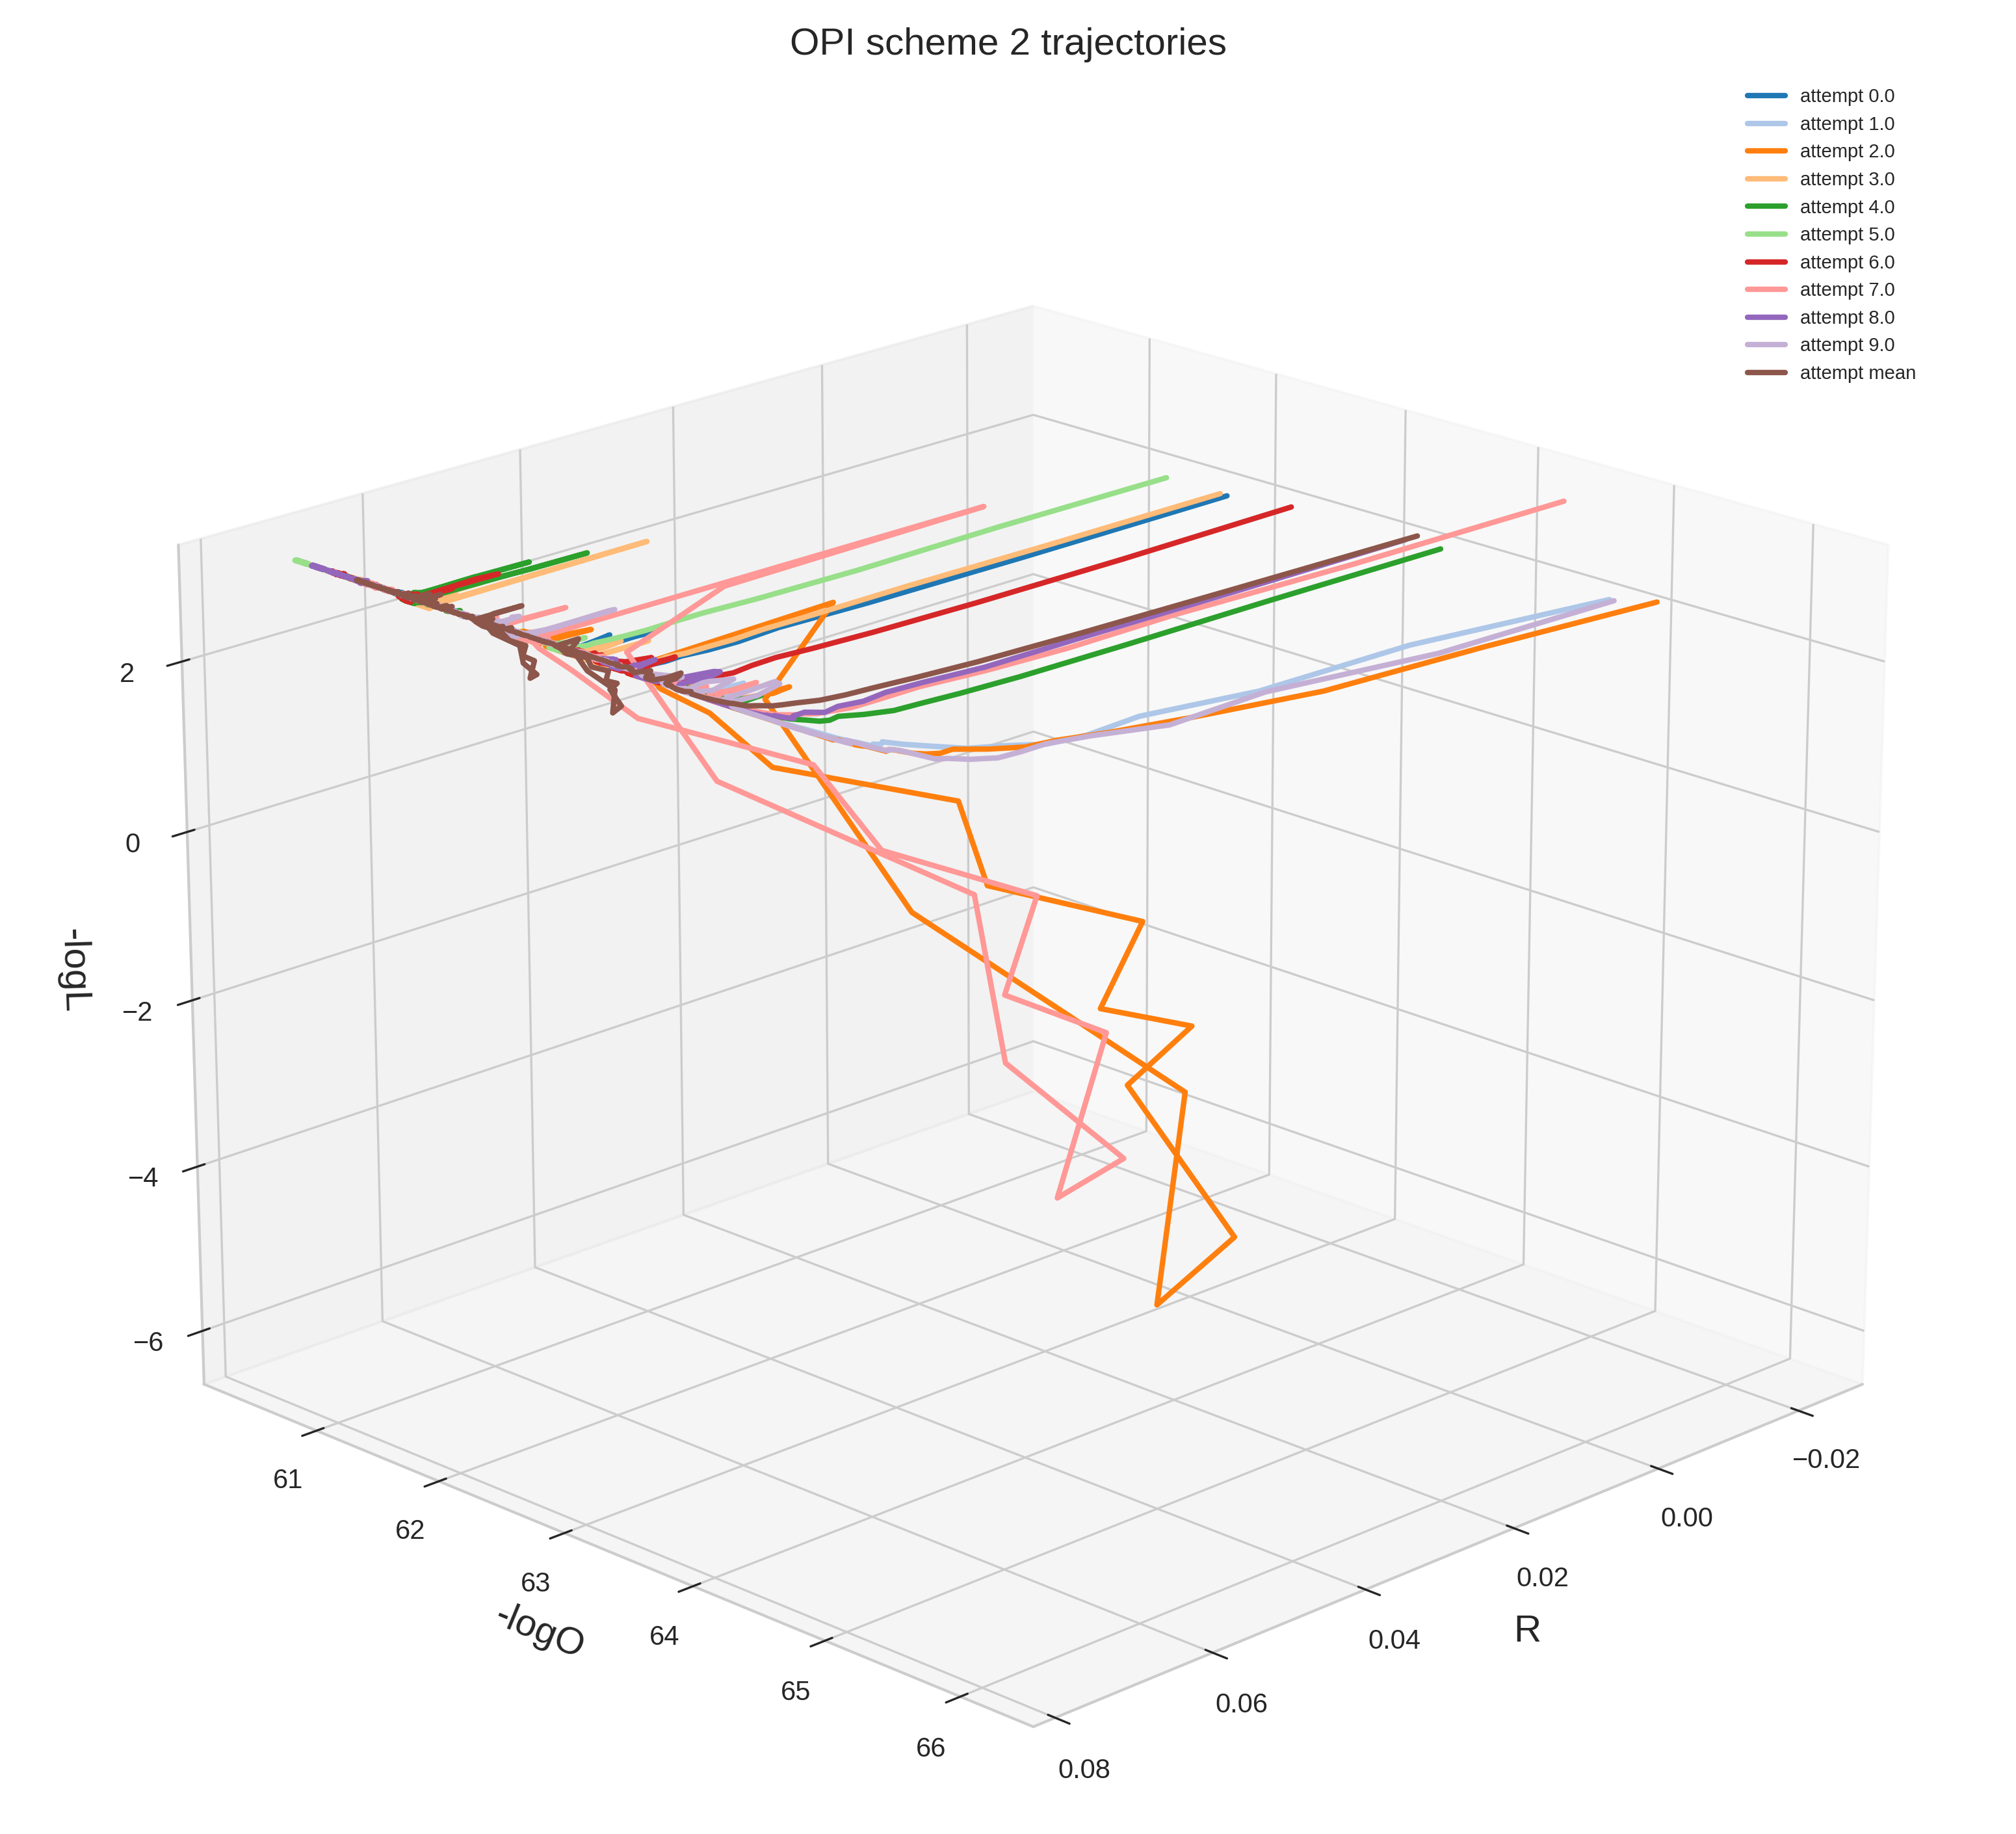 OPI scheme 2 trajectories
attempt 0.0
attempt 1.0
attempt 2.0
attempt 3.0
attempt 4.0
attempt 5.0
attempt 6.0
attempt 7.0
attempt 8.0
attempt 9.0
attempt mean
2
0
−2
−4
−6
-logL
61
62
63
64
65
66
-logO
−0.02
0.00
0.02
0.04
0.06
0.08
R